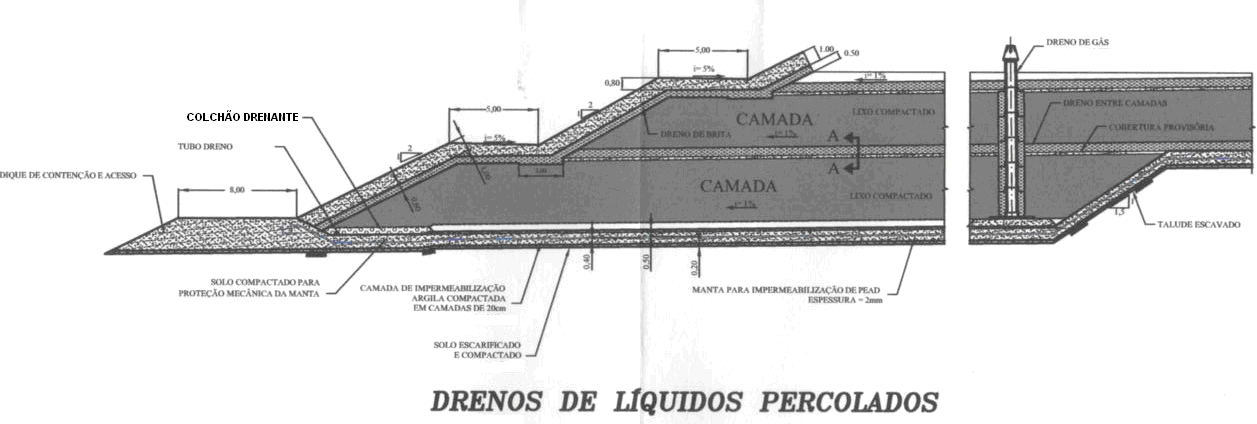 5,00
1.00
0.50
DRENO DE GÁS
i= 5%
i= 1%
0,80
COLCHÃO DRENANTE
5,00
2
CAMADA
LIXO COMPACTADO
DRENO ENTRE CAMADAS
DRENO DE BRITA
i= 1%
A
COBERTURA PROVISÓRIA
TUBO DRENO
2
i= 5%
A
DIQUE DE CONTENÇÃO E ACESSO
8,00
CAMADA
LIXO COMPACTADO
i= 1%
1,5
TALUDE ESCAVADO
0.40
0.50
0.20
SOLO COMPACTADO PARA
PROTEÇÃO MECÂNICA DA MANTA
CAMADA DE IMPERMEABILIZAÇÃO
ARGILA COMPACTADA
EM CAMADAS DE 20cm
MANTA PARA IMPERMEABILIZAÇÃO DE PEAD
ESPESSURA = 2mm
SOLO ESCARIFICADO
E COMPACTADO
DRENOS DE LÍQUIDOS PERCOLADOS